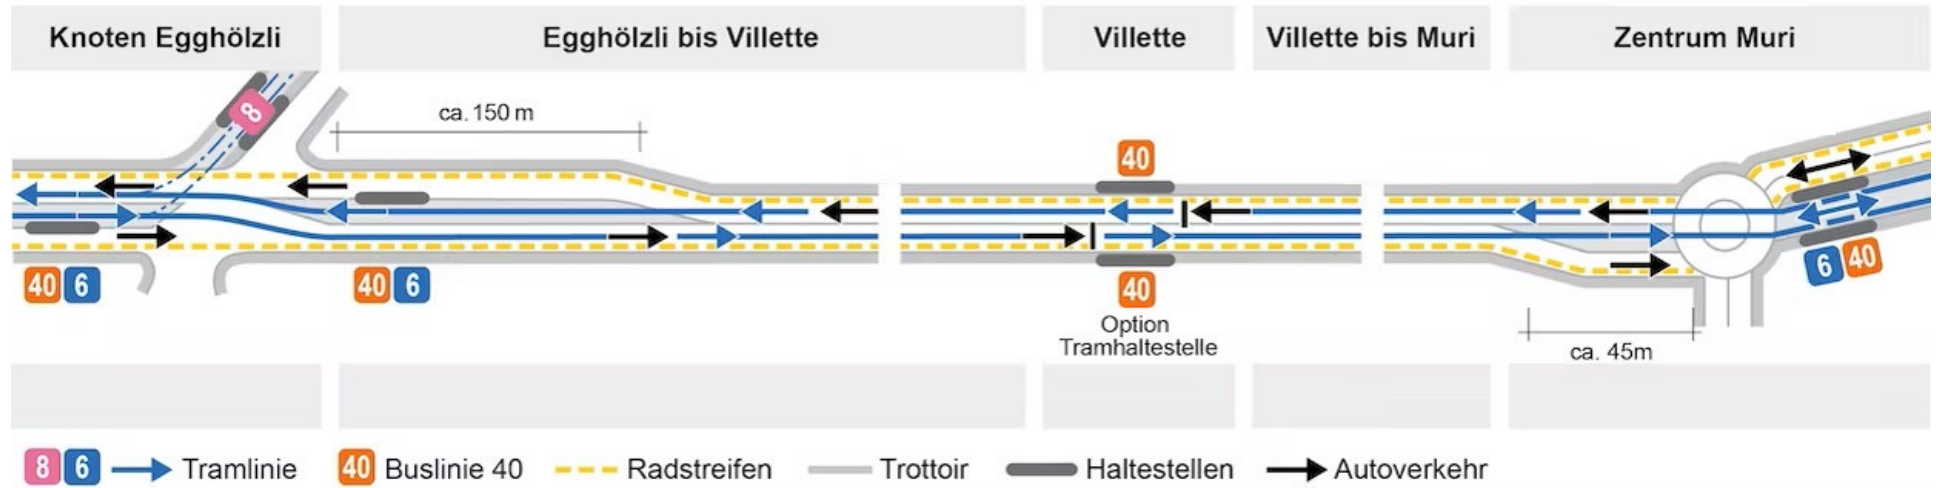 Knoten Egghölzli
Egghölzli bis Villette
Villette
Villette bis Muri
Zentrum Muri
8
ca. 150 m
40
40 6
40 6
40
Option
Tramhaltestelle
6 40
ca. 45m
8 6 Tramlinie
40 Buslinie 40
Radstreifen
Trottoir
Haltestellen
Autoverkehr